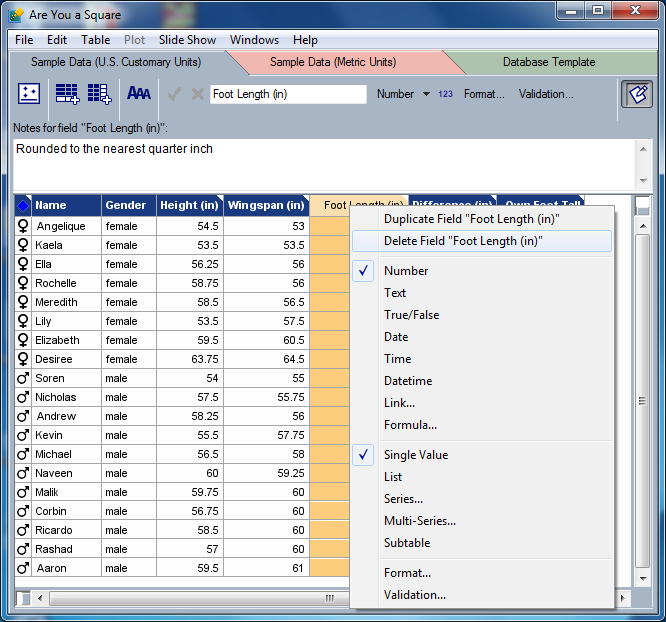 Are You a Square
File Edit Table Plot Slide Show Windows Help
Sample Data (U.S. Customary Units) Sample Data (Metric Units) Database Template
AAA Foot Length (in) Number 123 Format... Validation...
Notes for field "Foot Length (in)":
Rounded to the nearest quarter inch
Name Gender Height (in) Wingspan (in) Foot Length (in) Difference (in) Own Foot Tall
Angelique female 54.5 53
Kaela female 53.5 53.5
Ella female 56.25 56
Rochelle female 58.75 56
Meredith female 58.5 56.5
Lily female 53.5 57.5
Elizabeth female 59.5 60.5
Desiree female 63.75 64.5
Soren male 54 55
Nicholas male 57.5 55.75
Andrew male 58.25 56
Kevin male 55.5 57.75
Michael male 56.5 58
Naveen male 60 59.25
Malik male 59.75 60
Corbin male 56.75 60
Ricardo male 58.5 60
Rashad male 57 60
Aaron male 59.5 61
Duplicate Field "Foot Length (in)"
Delete Field "Foot Length (in)"
Number
Text
True/False
Date
Time
Datetime
Link...
Formula...
Single Value
List
Series...
Multi-Series...
Subtable
Format...
Validation...